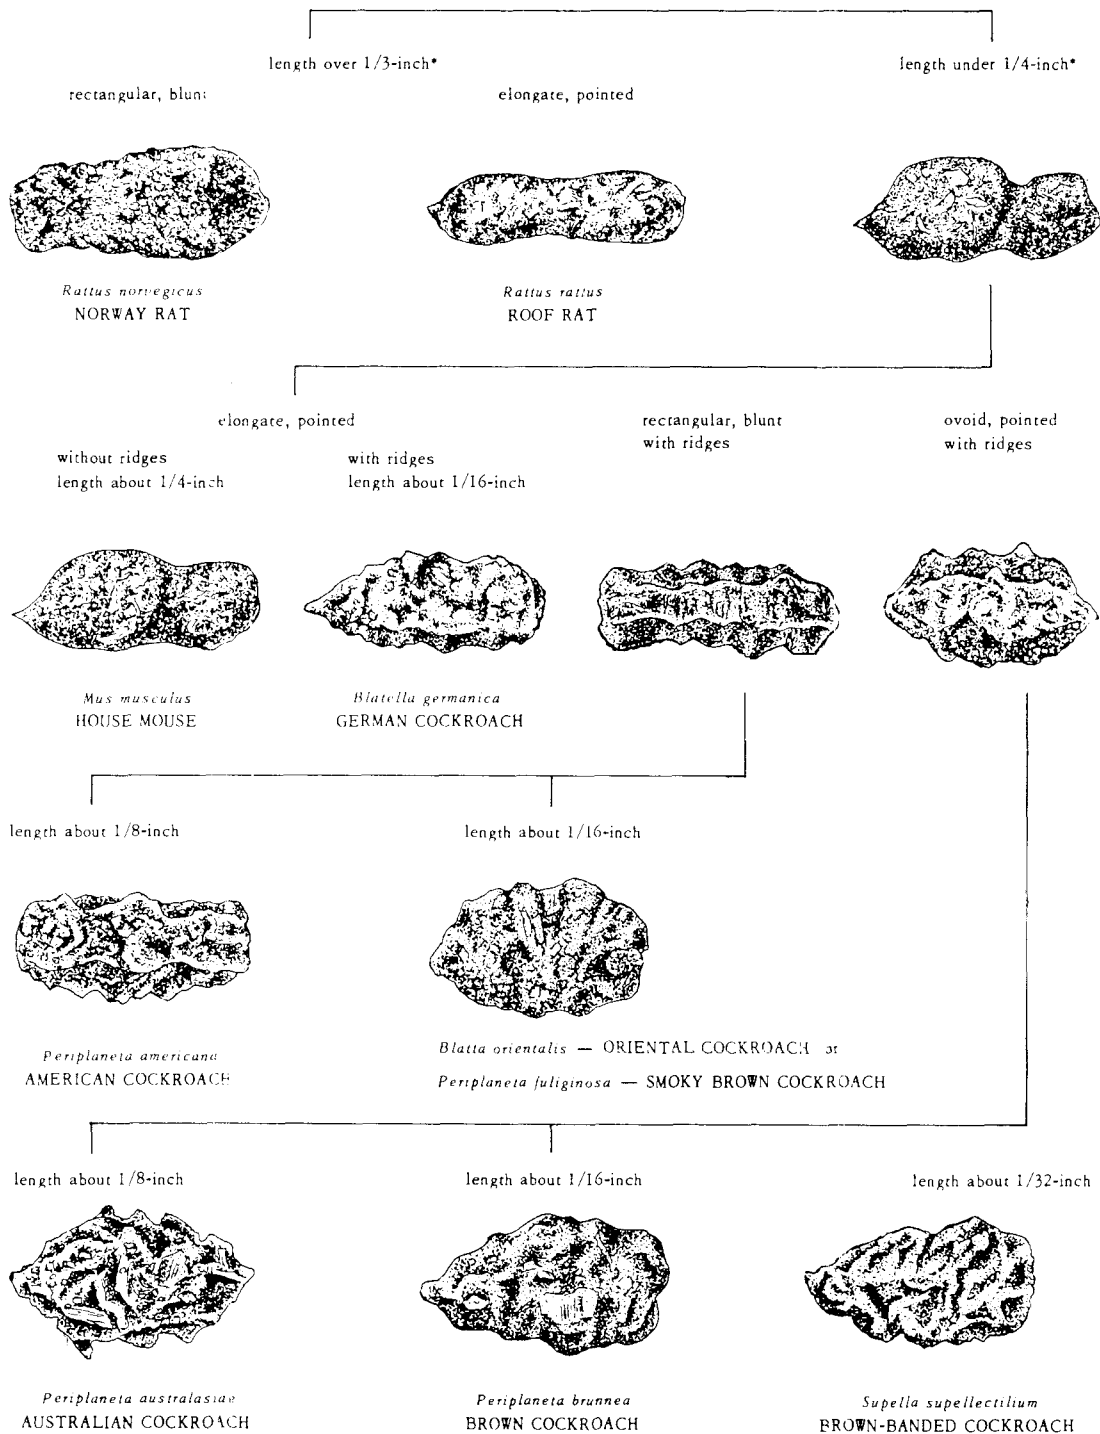 length over 1/3-inch*
length under 1/4-inch*
rectangular, blunt
elongate, pointed
Rattus norvegicus
NORWAY RAT
Rattus rattus
ROOF RAT
elongate, pointed
rectangular, blunt
with ridges
ovoid, pointed
with ridges
without ridges
length about 1/4-inch
with ridges
length about 1/16-inch
Mus musculus
HOUSE MOUSE
Blatella germanica
GERMAN COCKROACH
length about 1/8-inch
length about 1/16-inch
Periplaneta americana
AMERICAN COCKROACH
Blatta orientalis — ORIENTAL COCKROACH or
Periplaneta fuliginosa — SMOKY BROWN COCKROACH
length about 1/8-inch
length about 1/16-inch
length about 1/32-inch
Periplaneta australasiae
AUSTRALIAN COCKROACH
Periplaneta brunnea
BROWN COCKROACH
Supella supellectilium
BROWN-BANDED COCKROACH